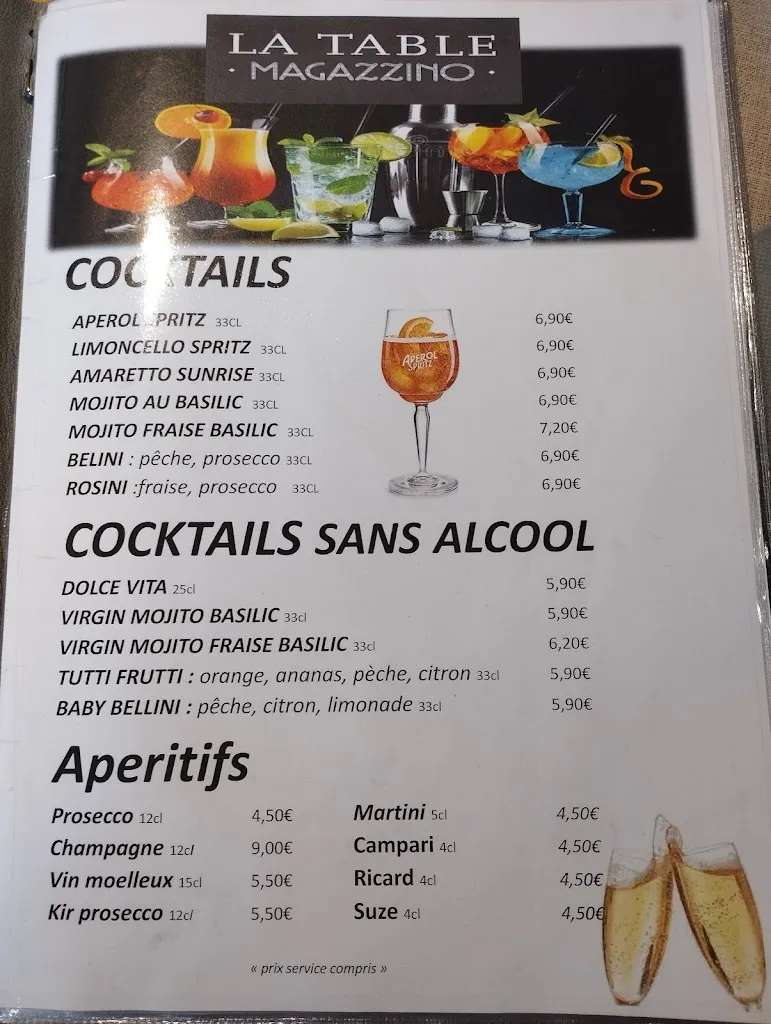 LA TABLE
· MAGAZZINO ·
COCKTAILS
APEROL SPRITZ 33CL 6,90€
LIMONCELLO SPRITZ 33CL 6,90€
AMARETTO SUNRISE 33CL 6,90€
MOJITO AU BASILIC 33CL 6,90€
MOJITO FRAISE BASILIC 33CL 7,20€
BELINI : pêche, prosecco 33CL 6,90€
ROSINI :fraise, prosecco 33CL 6,90€
APEROL
SPRITZ
COCKTAILS SANS ALCOOL
DOLCE VITA 25cl 5,90€
VIRGIN MOJITO BASILIC 33cl 5,90€
VIRGIN MOJITO FRAISE BASILIC 33cl 6,20€
TUTTI FRUTTI : orange, ananas, pèche, citron 33cl 5,90€
BABY BELLINI : pêche, citron, limonade 33cl 5,90€
Aperitifs
Prosecco 12cl 4,50€ Martini 5cl 4,50€
Champagne 12cl 9,00€ Campari 4cl 4,50€
Vin moelleux 15cl 5,50€ Ricard 4cl 4,50€
Kir prosecco 12cl 5,50€ Suze 4cl 4,50€
« prix service compris »